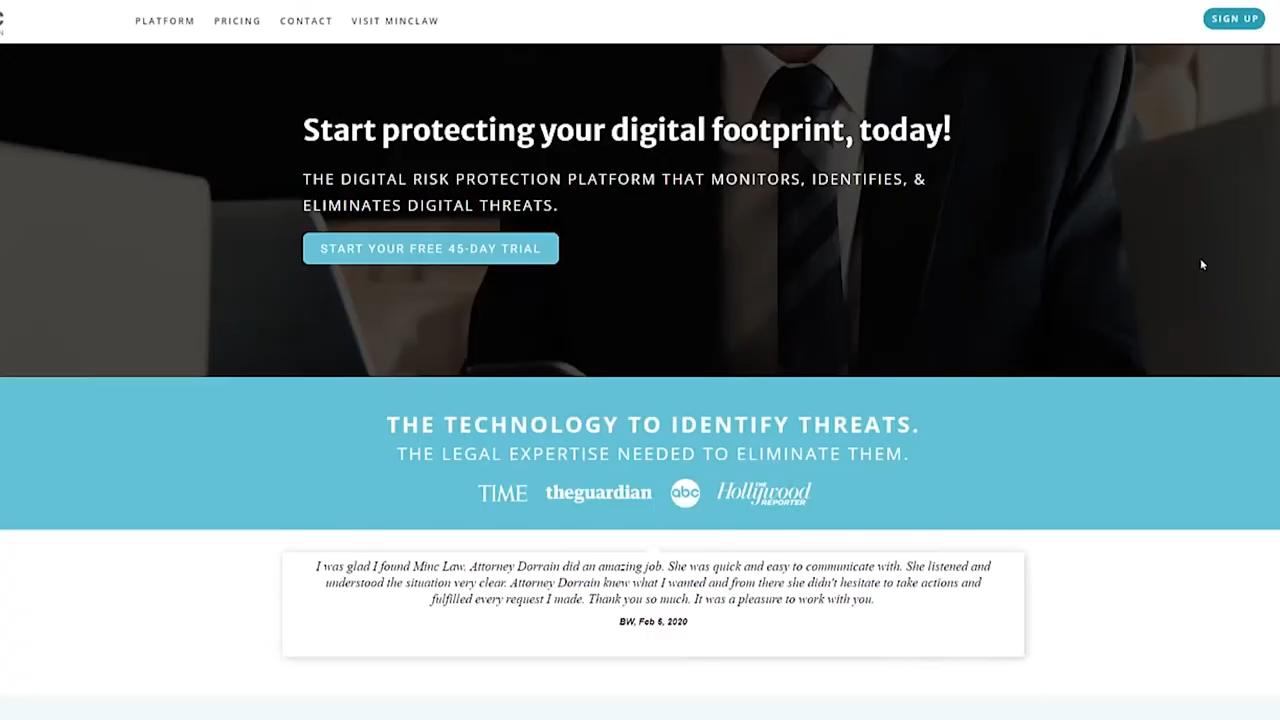 PLATFORM PRICING CONTACT VISIT MINCLAW SIGN UP
Start protecting your digital footprint, today!
THE DIGITAL RISK PROTECTION PLATFORM THAT MONITORS, IDENTIFIES, &
ELIMINATES DIGITAL THREATS.
START YOUR FREE 45-DAY TRIAL
THE TECHNOLOGY TO IDENTIFY THREATS.
THE LEGAL EXPERTISE NEEDED TO ELIMINATE THEM.
TIME theguardian abc THE Hollywood REPORTER
I was glad I found Minc Law. Attorney Dorrain did an amazing job. She was quick and easy to communicate with. She listened and
understood the situation very clear. Attorney Dorrain knew what I wanted and from there she didn't hesitate to take actions and
fulfilled every request I made. Thank you so much. It was a pleasure to work with you.
BW, Feb 6, 2020